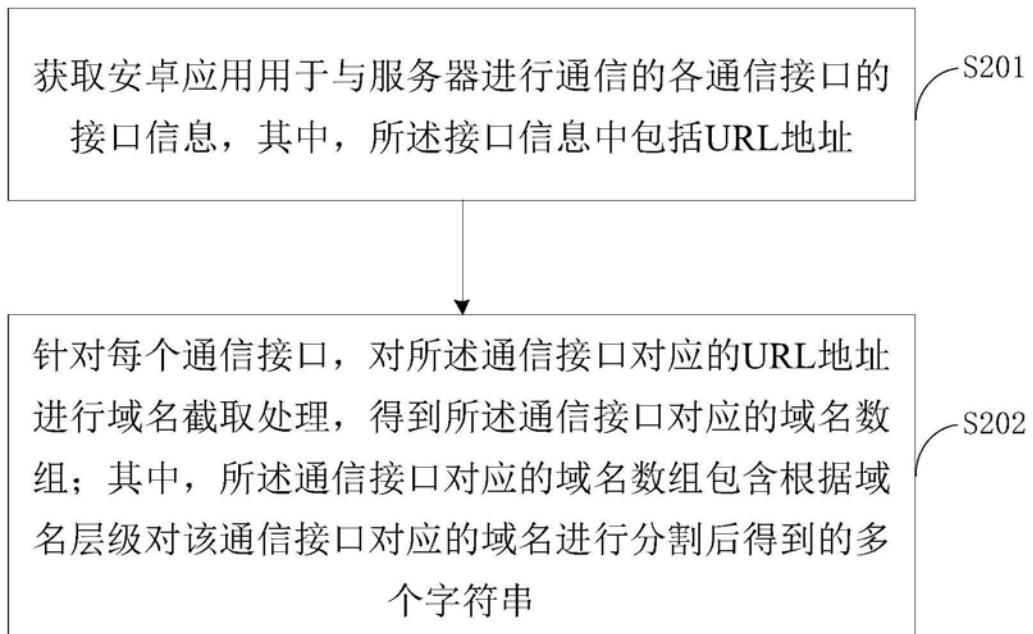 获取安卓应用用于与服务器进行通信的各通信接口的
接口信息，其中，所述接口信息中包括URL地址
S201
针对每个通信接口，对所述通信接口对应的URL地址
进行域名截取处理，得到所述通信接口对应的域名数
组；其中，所述通信接口对应的域名数组包含根据域
名层级对该通信接口对应的域名进行分割后得到的多
个字符串
S202